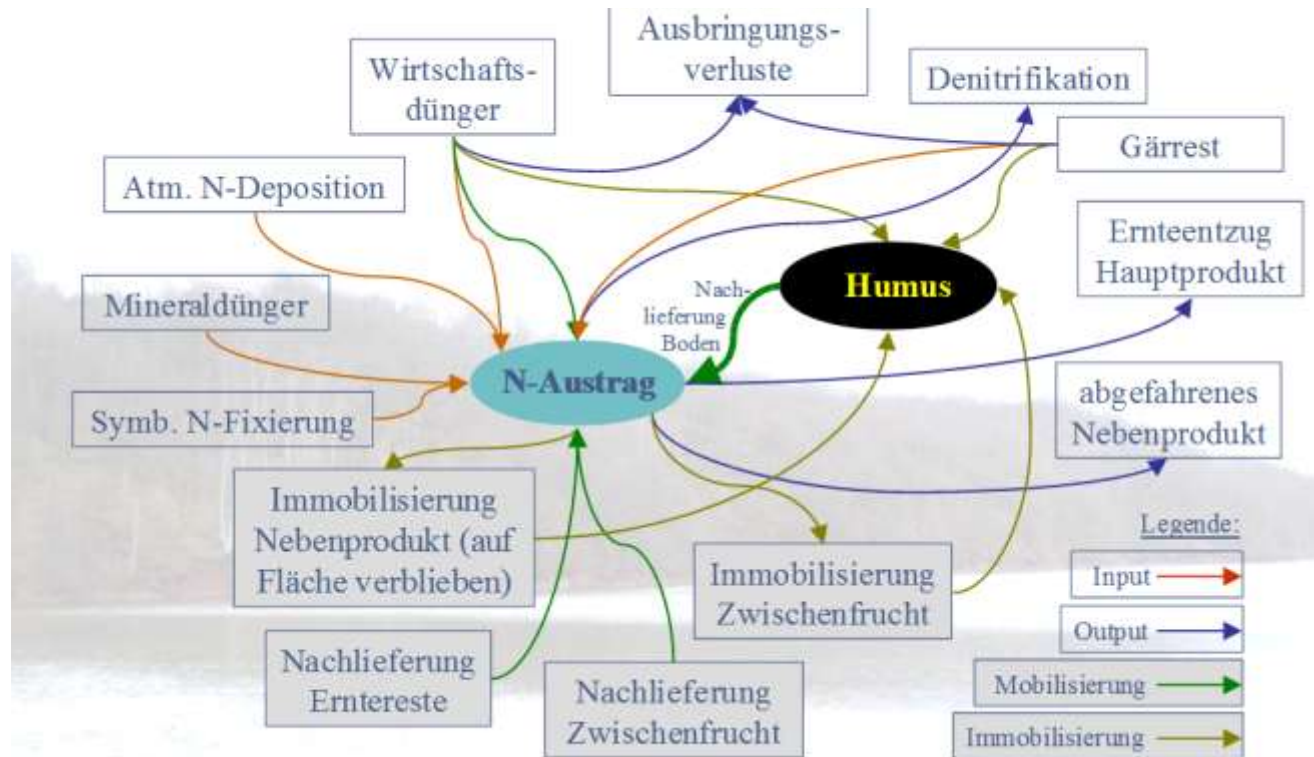 Ausbringungs-
verluste
Wirtschafts-
dünger
Denitrifikation
Gärrest
Atm. N-Deposition
Ernteentzug
Hauptprodukt
Humus
Mineraldünger
Nach-
lieferung
Boden
N-Austrag
abgefahrenes
Nebenprodukt
Symb. N-Fixierung
Immobilisierung
Nebenprodukt (auf
Fläche verblieben)
Immobilisierung
Zwischenfrucht
Nachlieferung
Erntereste
Nachlieferung
Zwischenfrucht
Legende:
Input
Output
Mobilisierung
Immobilisierung